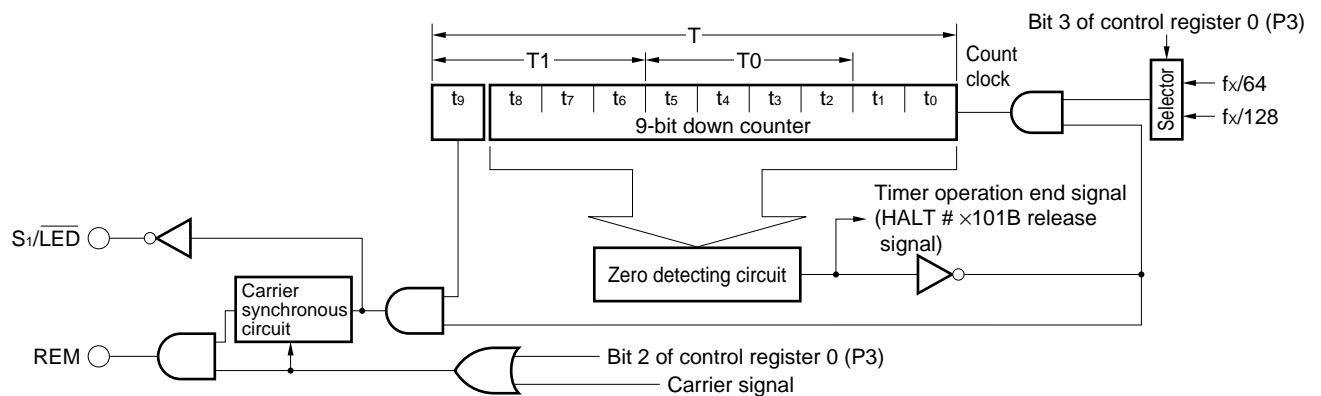 Bit 3 of control register 0 (P3)
T
T1
T0
Count
clock
t9 t8 t7 t6 t5 t4 t3 t2 t1 t0
9-bit down counter
Selector
fX/64
fX/128
Timer operation end signal
(HALT # ×101B release
signal)
S1/LED
Zero detecting circuit
Carrier
synchronous
circuit
REM
Bit 2 of control register 0 (P3)
Carrier signal